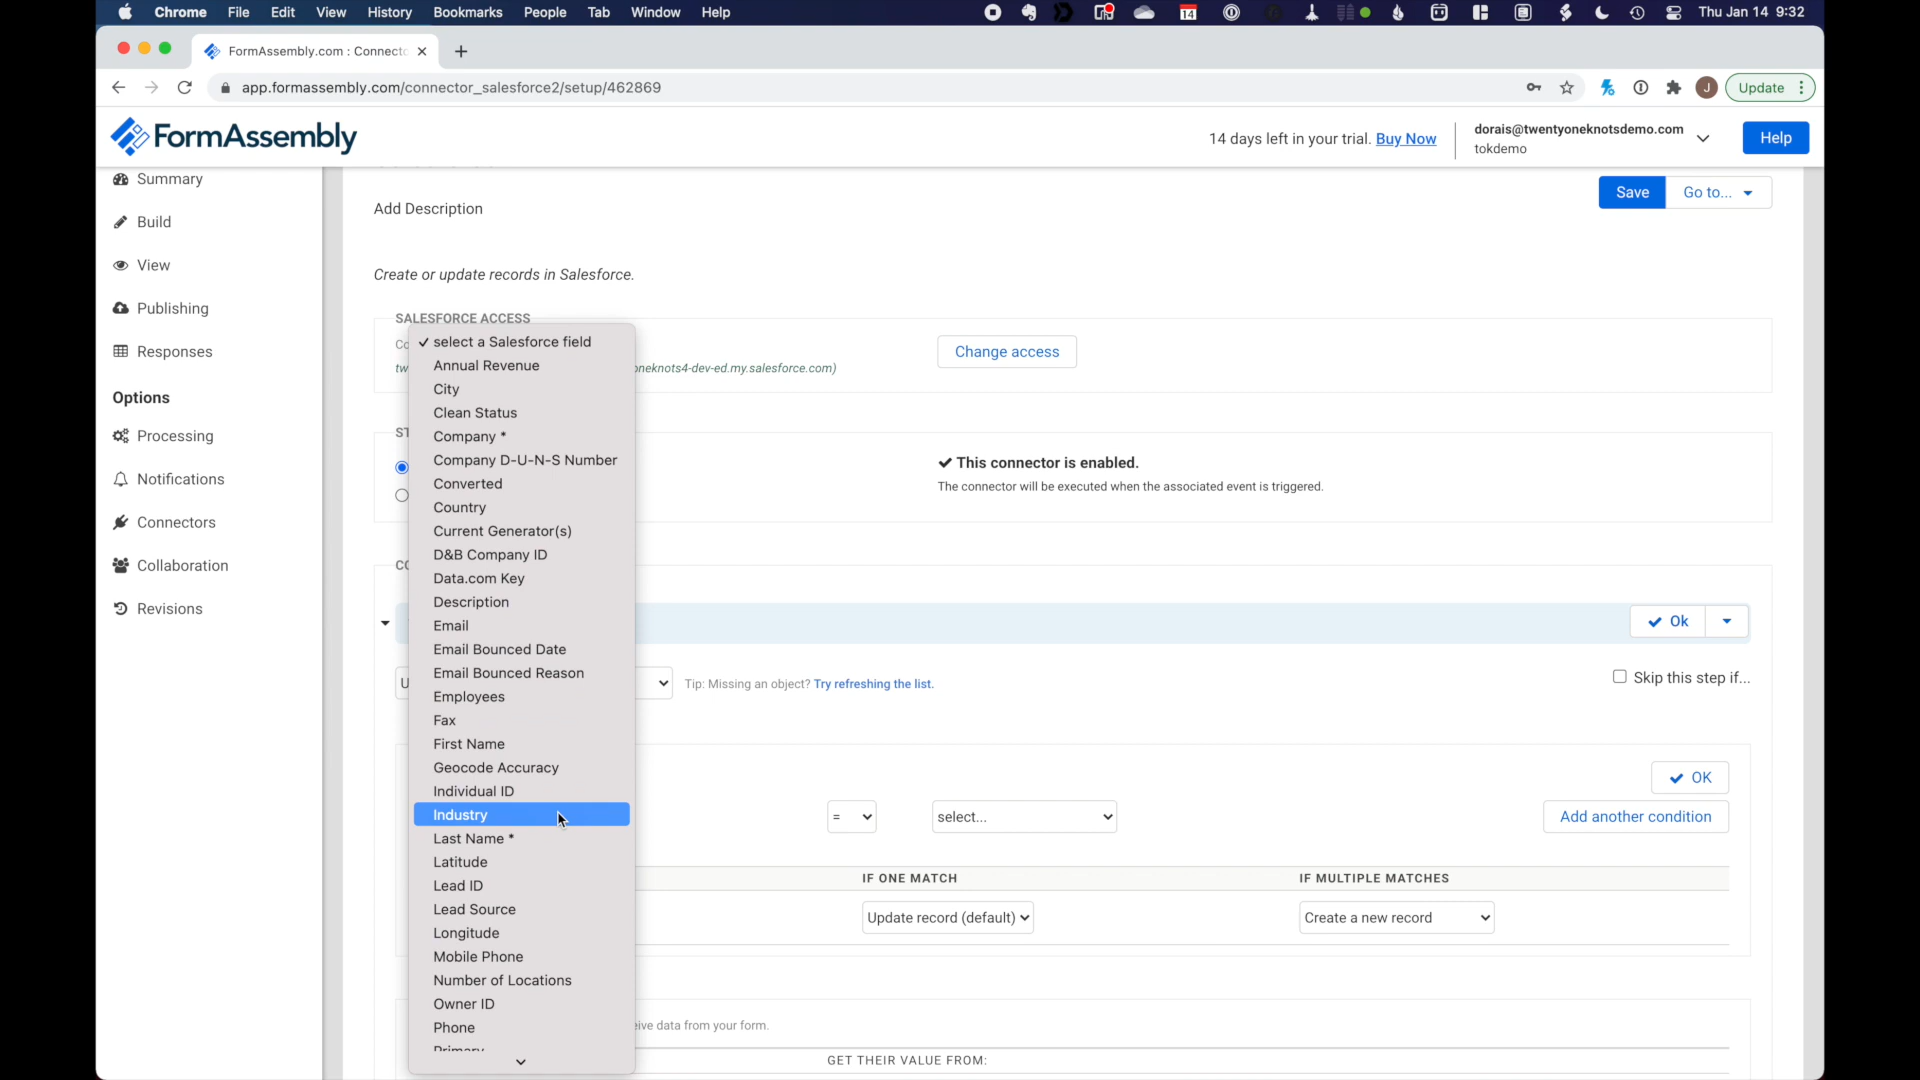 Chrome File Edit View History Bookmarks People Tab Window Help 14 Thu Jan 14 9:32
FormAssembly.com : Connecto
app.formassembly.com/connector_salesforce2/setup/462869 J Update
FormAssembly
14 days left in your trial. Buy Now
dorais@twentyoneknotsdemo.com
tokdemo
Help
Summary
Build
View
Publishing
Responses
Options
Processing
Notifications
Connectors
Collaboration
Revisions
Add Description
Save Go to...
Create or update records in Salesforce.
SALESFORCE ACCESS
Co
tw oneknots4-dev-ed.my.salesforce.com)
Change access
ST
✔ This connector is enabled.
The connector will be executed when the associated event is triggered.
CO
Ok
U
Tip: Missing an object? Try refreshing the list.
Skip this step if...
select a Salesforce field
Annual Revenue
City
Clean Status
Company *
Company D-U-N-S Number
Converted
Country
Current Generator(s)
D&B Company ID
Data.com Key
Description
Email
Email Bounced Date
Email Bounced Reason
Employees
Fax
First Name
Geocode Accuracy
Individual ID
Industry
Last Name *
Latitude
Lead ID
Lead Source
Longitude
Mobile Phone
Number of Locations
Owner ID
Phone
Primary
OK
= select... Add another condition
IF ONE MATCH IF MULTIPLE MATCHES
Update record (default) Create a new record
eive data from your form.
GET THEIR VALUE FROM: